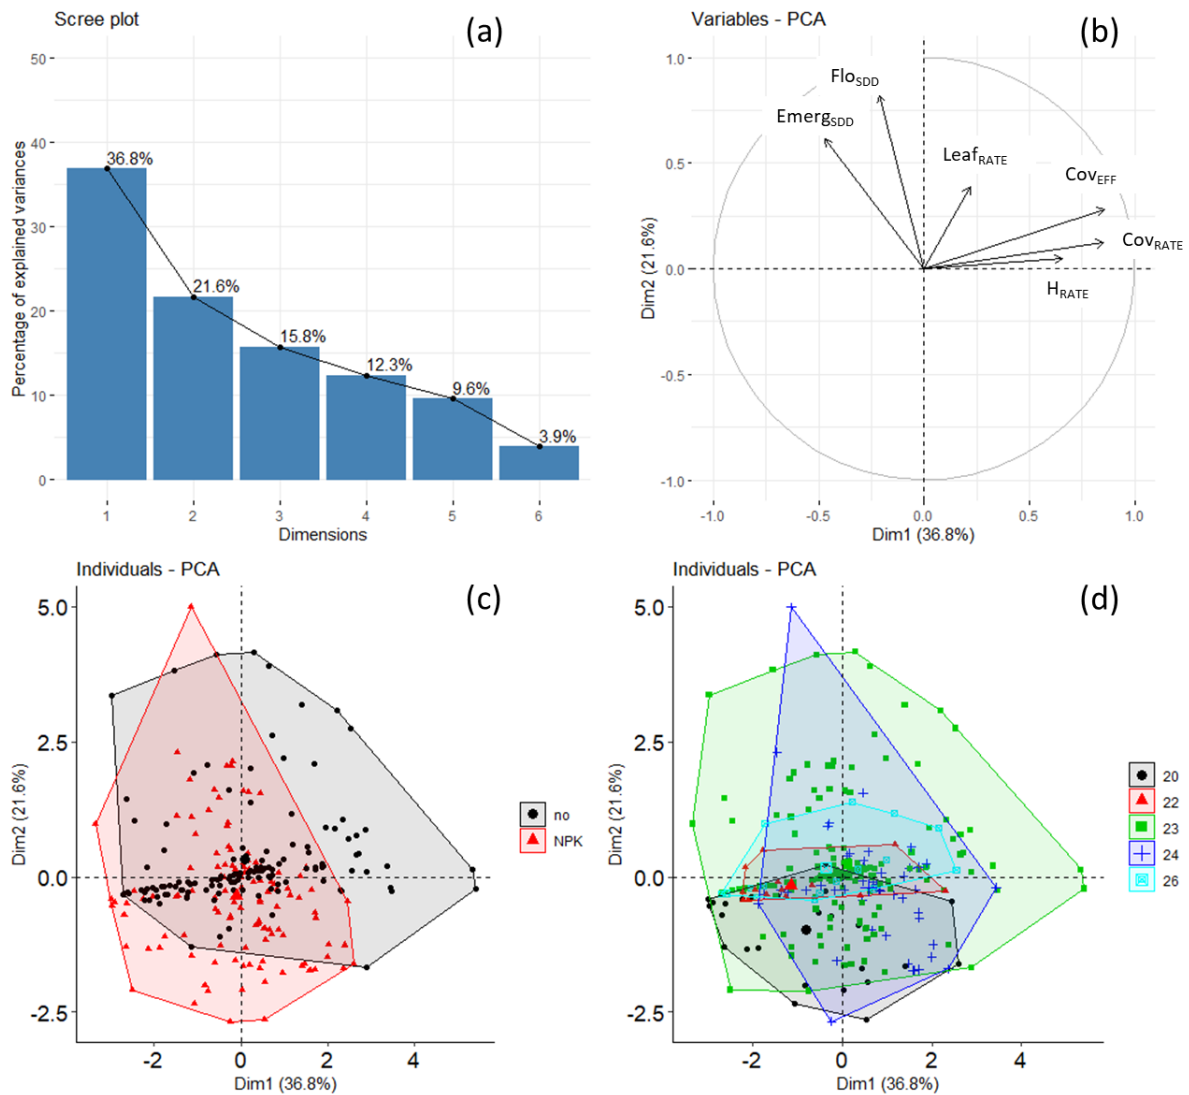 Scree plot
(a)
50
40
30
20
10
0
Percentage of explained variances
36.8%
21.6%
15.8%
12.3%
9.6%
3.9%
1 2 3 4 5 6
Dimensions
Variables - PCA
(b)
1.0
0.5
0.0
-0.5
-1.0
Dim2 (21.6%)
FloSDD
EmergSDD
LeafRATE
CovEFF
CovRATE
HRATE
-1.0 -0.5 0.0 0.5 1.0
Dim1 (36.8%)
Individuals - PCA
(c)
5.0
2.5
0.0
-2.5
Dim2 (21.6%)
-2 0 2 4
Dim1 (36.8%)
no
NPK
Individuals - PCA
(d)
5.0
2.5
0.0
-2.5
Dim2 (21.6%)
-2 0 2 4
Dim1 (36.8%)
20
22
23
24
26